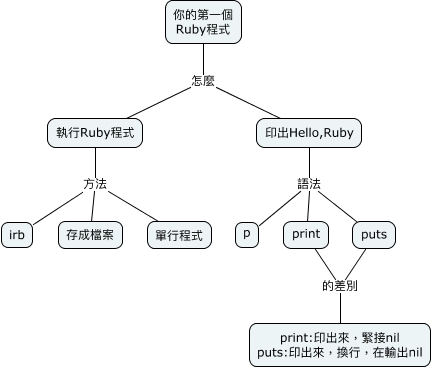 你的第一個
Ruby程式
怎麼
執行Ruby程式
印出Hello,Ruby
方法
語法
irb
存成檔案
單行程式
p
print
puts
的差別
print:印出來，緊接nil
puts:印出來，換行，在輸出nil